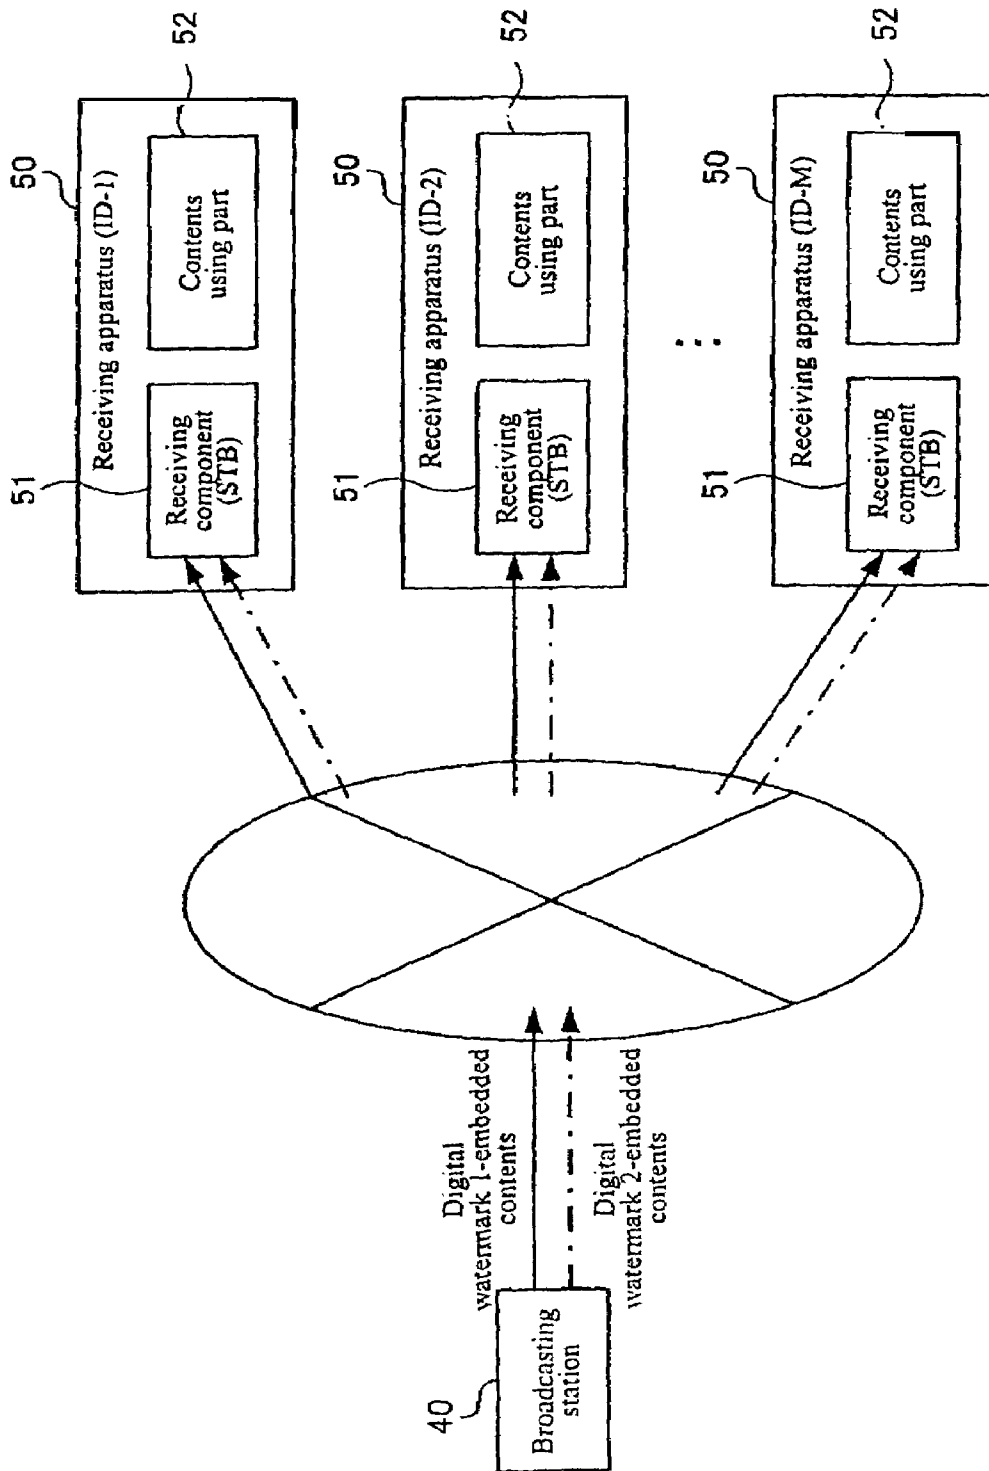 40
Broadcasting
station
Digital
watermark 1-embedded
contents
Digital
watermark 2-embedded
contents
50
Receiving apparatus (ID-1)
51
Receiving
component
(STB)
52
Contents
using part
50
Receiving apparatus (ID-2)
51
Receiving
component
(STB)
52
Contents
using part
...
50
Receiving apparatus (ID-M)
51
Receiving
component
(STB)
52
Contents
using part